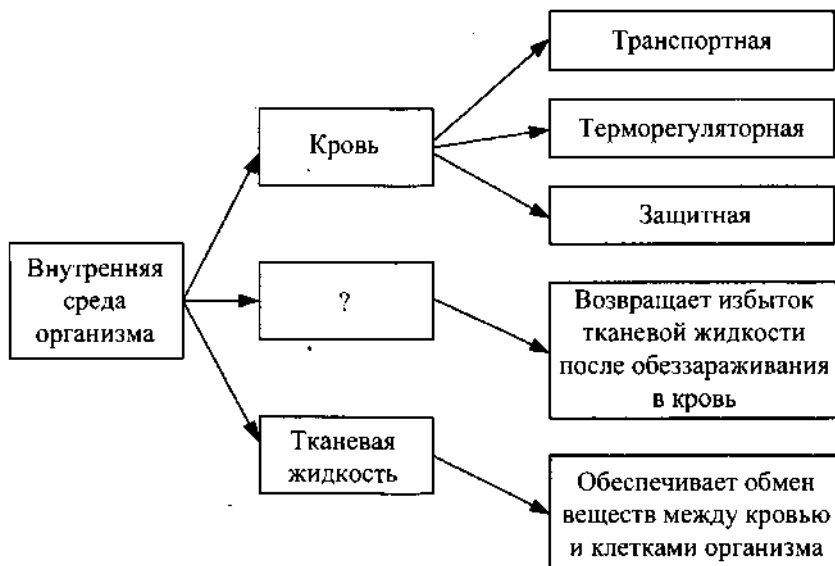 Транспортная
Кровь
Терморегуляторная
Защитная
Внутренняя
среда
организма
?
Возвращает избыток
тканевой жидкости
после обеззараживания
в кровь
Тканевая
жидкость
Обеспечивает обмен
веществ между кровью
и клетками организма